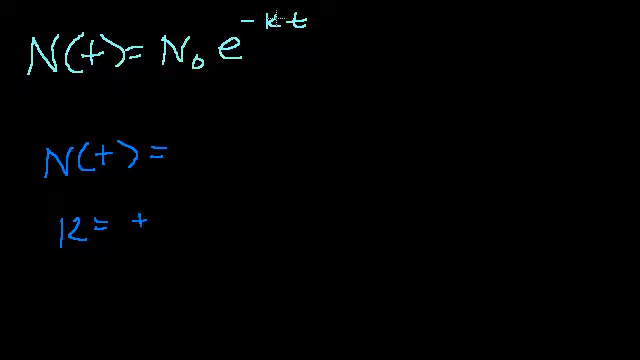 N(t) = N₀ e^{-kt}
N(t) =
k = +